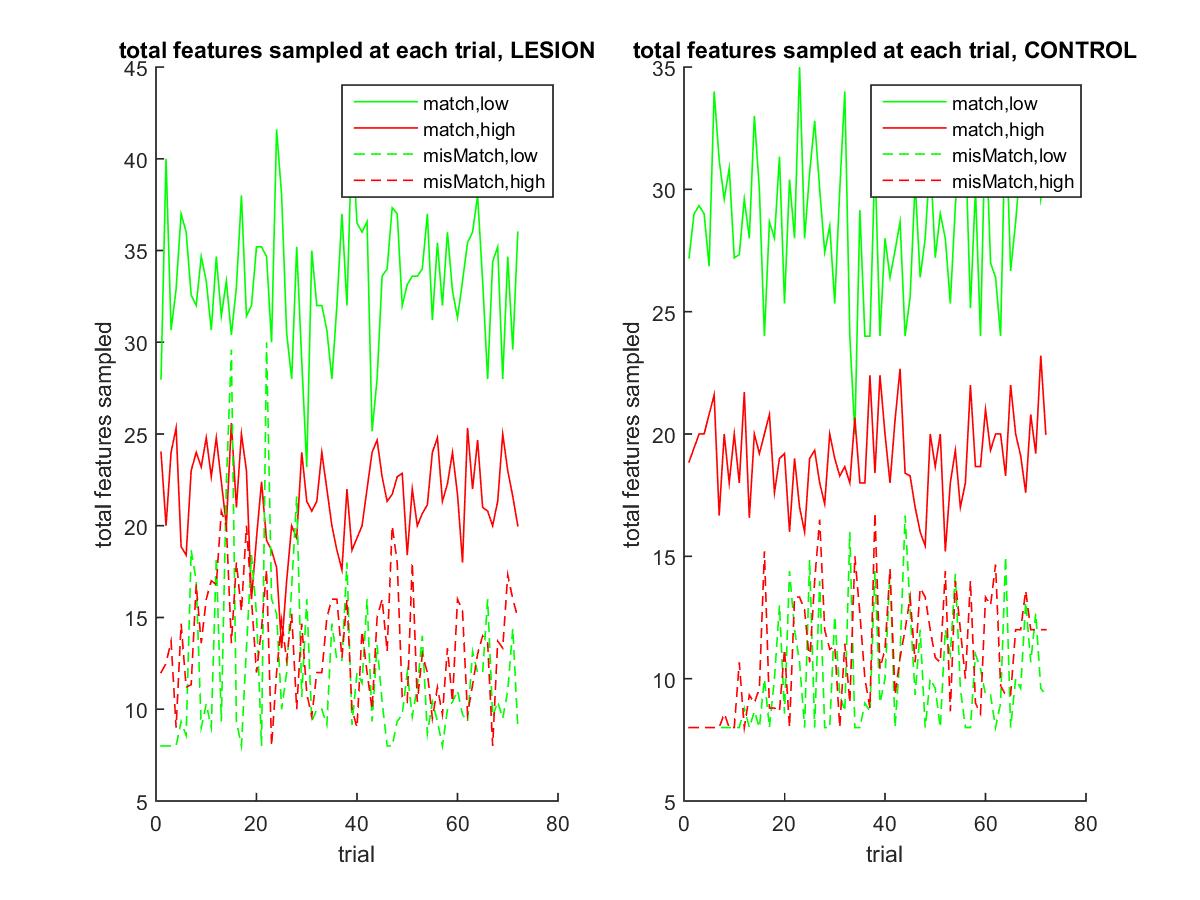 total features sampled at each trial, LESION
total features sampled
45
40
35
30
25
20
15
10
5
0
20
40
60
80
trial
match,low
match,high
misMatch,low
misMatch,high
total features sampled at each trial, CONTROL
total features sampled
35
30
25
20
15
10
5
0
20
40
60
80
trial
match,low
match,high
misMatch,low
misMatch,high